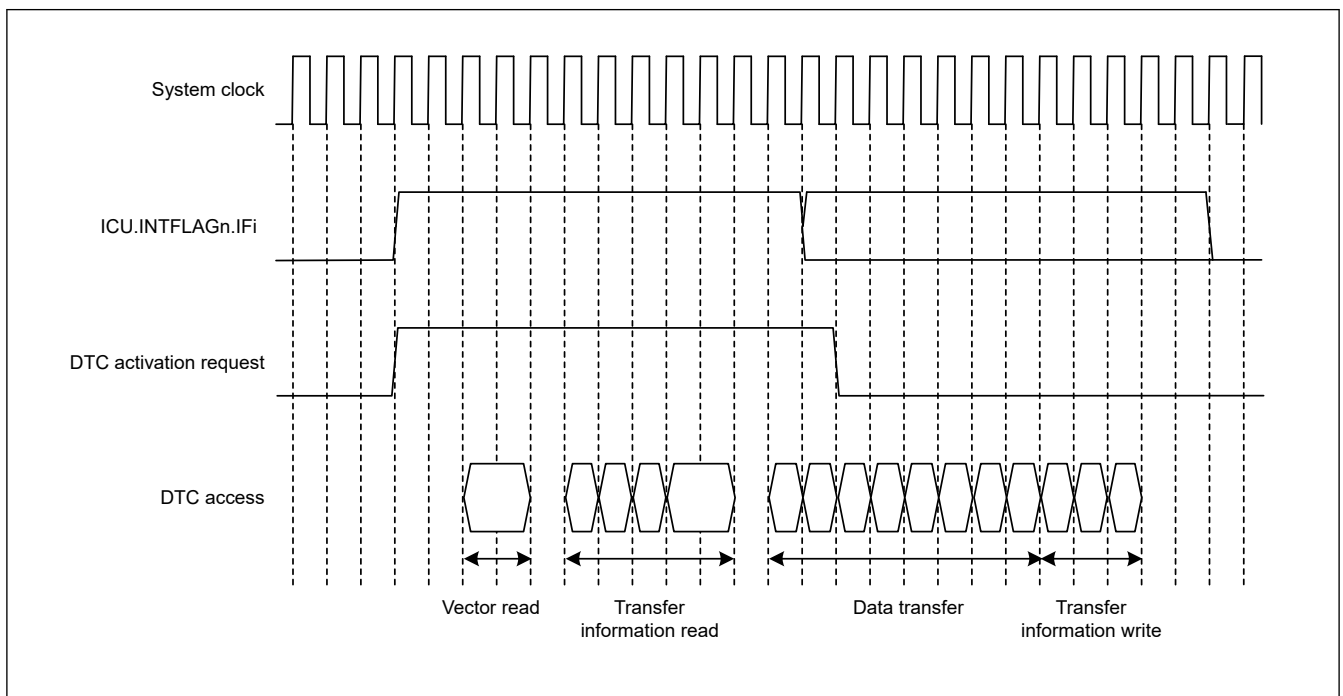 System clock
ICU.INTFLAGn.IFi
DTC activation request
DTC access
Vector read
Transfer
information read
Data transfer
Transfer
information write